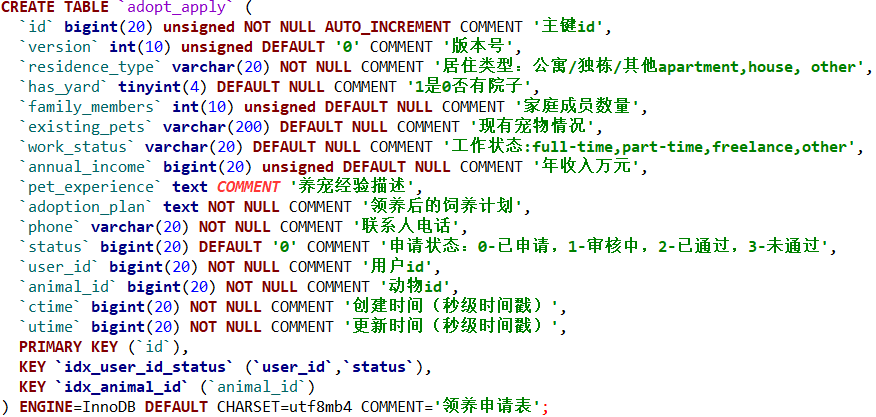 CREATE TABLE `adopt_apply` (
  `id` bigint(20) unsigned NOT NULL AUTO_INCREMENT COMMENT '主键id',
  `version` int(10) unsigned DEFAULT '0' COMMENT '版本号',
  `residence_type` varchar(20) NOT NULL COMMENT '居住类型：公寓/独栋/其他apartment,house, other',
  `has_yard` tinyint(4) DEFAULT NULL COMMENT '1是0否有院子',
  `family_members` int(10) unsigned DEFAULT NULL COMMENT '家庭成员数量',
  `existing_pets` varchar(200) DEFAULT NULL COMMENT '现有宠物情况',
  `work_status` varchar(20) DEFAULT NULL COMMENT '工作状态:full-time,part-time,freelance,other',
  `annual_income` bigint(20) unsigned DEFAULT NULL COMMENT '年收入万元',
  `pet_experience` text COMMENT '养宠经验描述',
  `adoption_plan` text NOT NULL COMMENT '领养后的饲养计划',
  `phone` varchar(20) NOT NULL COMMENT '联系人电话',
  `status` bigint(20) DEFAULT '0' COMMENT '申请状态：0-已申请，1-审核中，2-已通过，3-未通过',
  `user_id` bigint(20) NOT NULL COMMENT '用户id',
  `animal_id` bigint(20) NOT NULL COMMENT '动物id',
  `ctime` bigint(20) NOT NULL COMMENT '创建时间（秒级时间戳）',
  `utime` bigint(20) NOT NULL COMMENT '更新时间（秒级时间戳）',
  PRIMARY KEY (`id`),
  KEY `idx_user_id_status` (`user_id`,`status`),
  KEY `idx_animal_id` (`animal_id`)
) ENGINE=InnoDB DEFAULT CHARSET=utf8mb4 COMMENT='领养申请表';